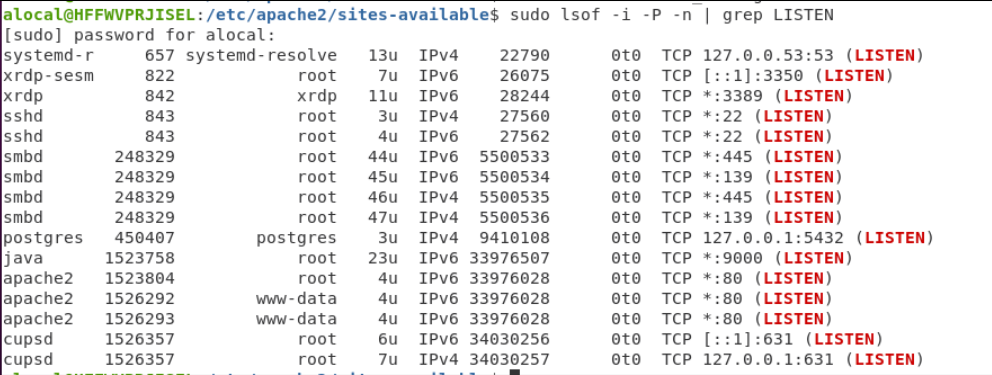 alocal@HFFWVPRJISEL:/etc/apache2/sites-available$ sudo lsof -i -P -n | grep LISTEN
[sudo] password for alocal:
systemd-r 657 systemd-resolve 13u IPv4 22790 0t0 TCP 127.0.0.53:53 (LISTEN)
xrdp-sesm 822 root 7u IPv6 26075 0t0 TCP [::1]:3350 (LISTEN)
xrdp 842 xrdp 11u IPv6 28244 0t0 TCP *:3389 (LISTEN)
sshd 843 root 3u IPv4 27560 0t0 TCP *:22 (LISTEN)
sshd 843 root 4u IPv6 27562 0t0 TCP *:22 (LISTEN)
smbd 248329 root 44u IPv6 5500533 0t0 TCP *:445 (LISTEN)
smbd 248329 root 45u IPv6 5500534 0t0 TCP *:139 (LISTEN)
smbd 248329 root 46u IPv4 5500535 0t0 TCP *:445 (LISTEN)
smbd 248329 root 47u IPv4 5500536 0t0 TCP *:139 (LISTEN)
postgres 450407 postgres 3u IPv4 9410108 0t0 TCP 127.0.0.1:5432 (LISTEN)
java 1523758 root 23u IPv6 33976507 0t0 TCP *:9000 (LISTEN)
apache2 1523804 root 4u IPv6 33976028 0t0 TCP *:80 (LISTEN)
apache2 1526292 www-data 4u IPv6 33976028 0t0 TCP *:80 (LISTEN)
apache2 1526293 www-data 4u IPv6 33976028 0t0 TCP *:80 (LISTEN)
cupsd 1526357 root 6u IPv6 34030256 0t0 TCP [::1]:631 (LISTEN)
cupsd 1526357 root 7u IPv4 34030257 0t0 TCP 127.0.0.1:631 (LISTEN)